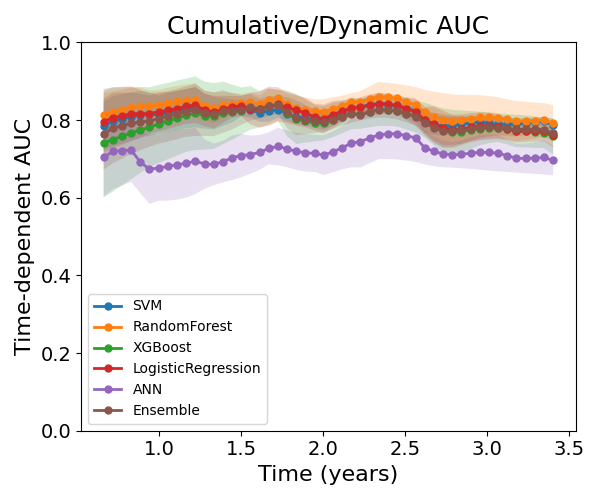 Cumulative/Dynamic AUC
Time-dependent AUC
1.0
0.8
0.6
0.4
0.2
0.0
SVM
RandomForest
XGBoost
LogisticRegression
ANN
Ensemble
1.0 1.5 2.0 2.5 3.0 3.5
Time (years)